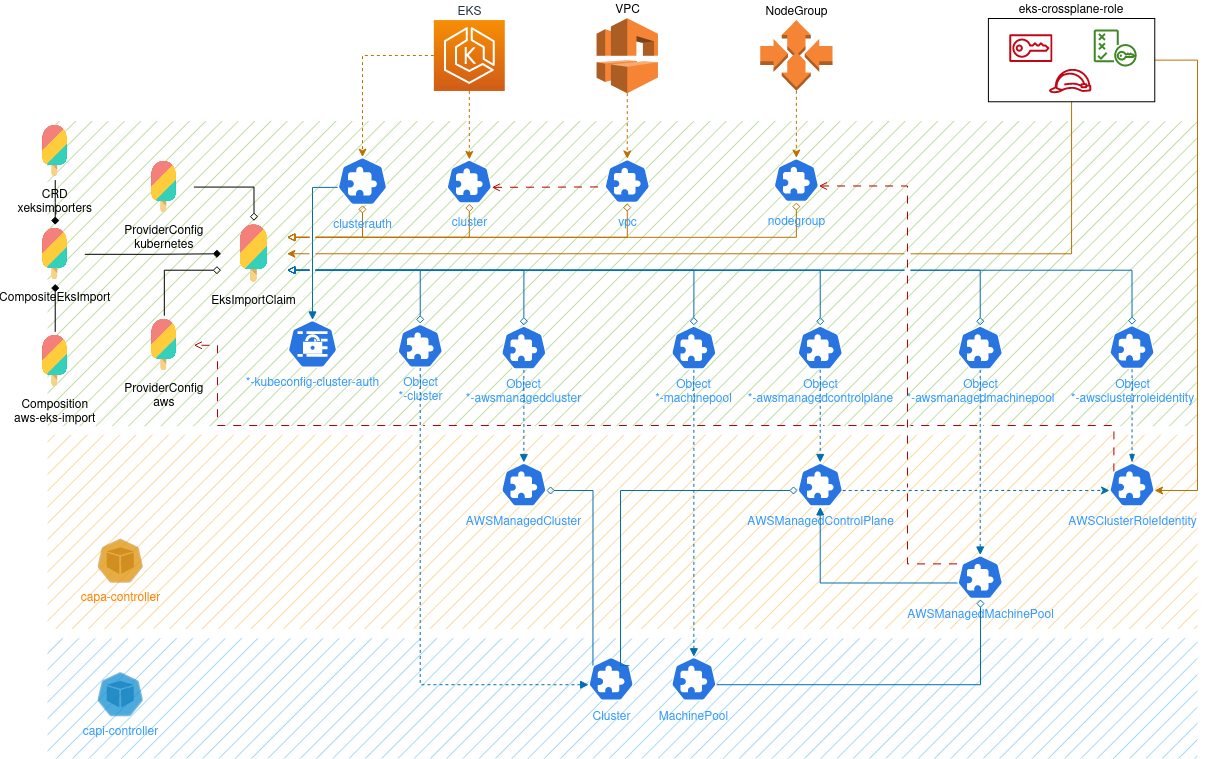 EKS
VPC
NodeGroup
eks-crossplane-role
CRD
xeksimporters
ProviderConfig
kubernetes
clusterauth
cluster
vpc
nodegroup
CompositeEksImport
EksImportClaim
ProviderConfig
aws
Composition
aws-eks-import
*-kubeconfig-cluster-auth
Object
*-cluster
Object
*-awsmanagedcluster
Object
*-machinepool
Object
*-awsmanagedcontrolplane
Object
*-awsmanagedmachinepool
Object
*-awsclusterroleidentity
AWSManagedCluster
AWSManagedControlPlane
AWSClusterRoleIdentity
capa-controller
AWSManagedMachinePool
capi-controller
Cluster
MachinePool